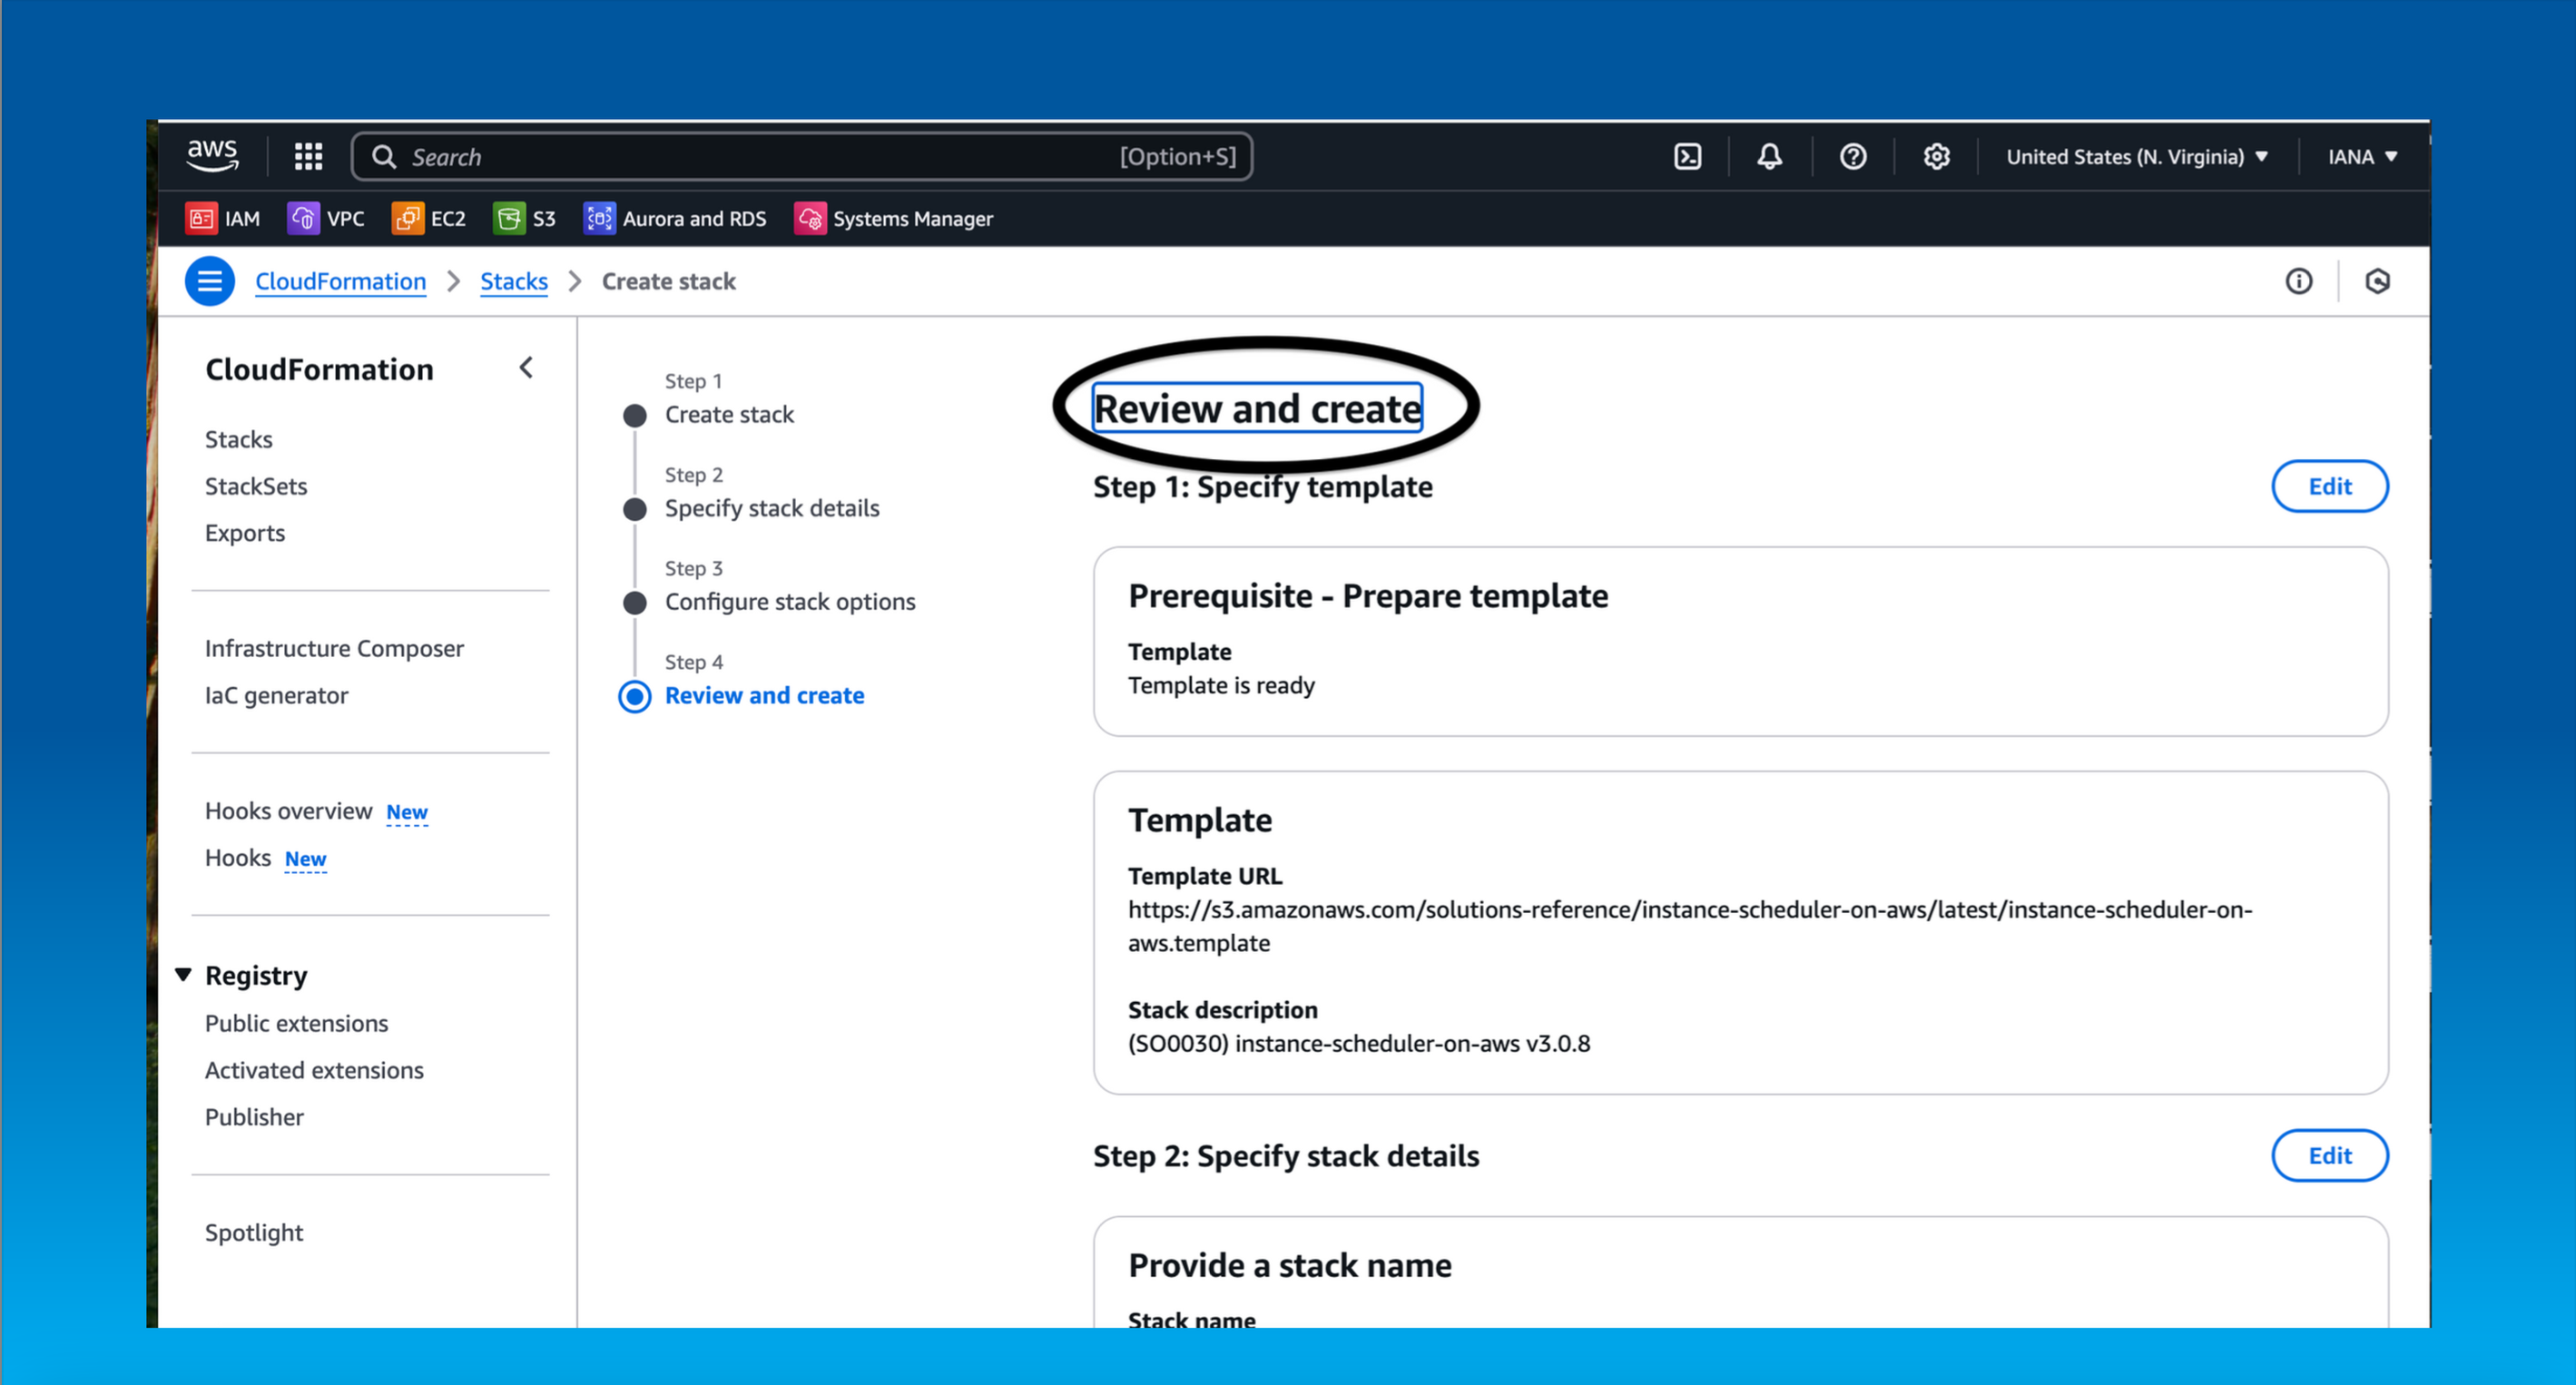 aws
Search
[Option+S]
United States (N. Virginia)
IANA
IAM
VPC
EC2
S3
Aurora and RDS
Systems Manager
CloudFormation
Stacks
Create stack
CloudFormation
Stacks
StackSets
Exports
Infrastructure Composer
IaC generator
Hooks overview New
Hooks New
Registry
Public extensions
Activated extensions
Publisher
Spotlight
Step 1
Create stack
Step 2
Specify stack details
Step 3
Configure stack options
Step 4
Review and create
Review and create
Step 1: Specify template
Edit
Prerequisite - Prepare template
Template
Template is ready
Template
Template URL
https://s3.amazonaws.com/solutions-reference/instance-scheduler-on-aws/latest/instance-scheduler-on-
aws.template
Stack description
(SO0030) instance-scheduler-on-aws v3.0.8
Step 2: Specify stack details
Edit
Provide a stack name
Stack name